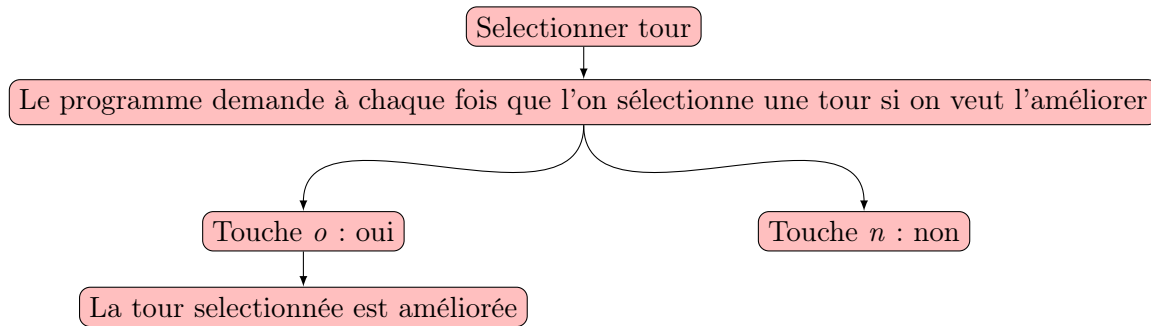 Selectionner tour
Le programme demande à chaque fois que l'on sélectionne une tour si on veut l'améliorer
Touche o : oui
Touche n : non
La tour selectionnée est améliorée